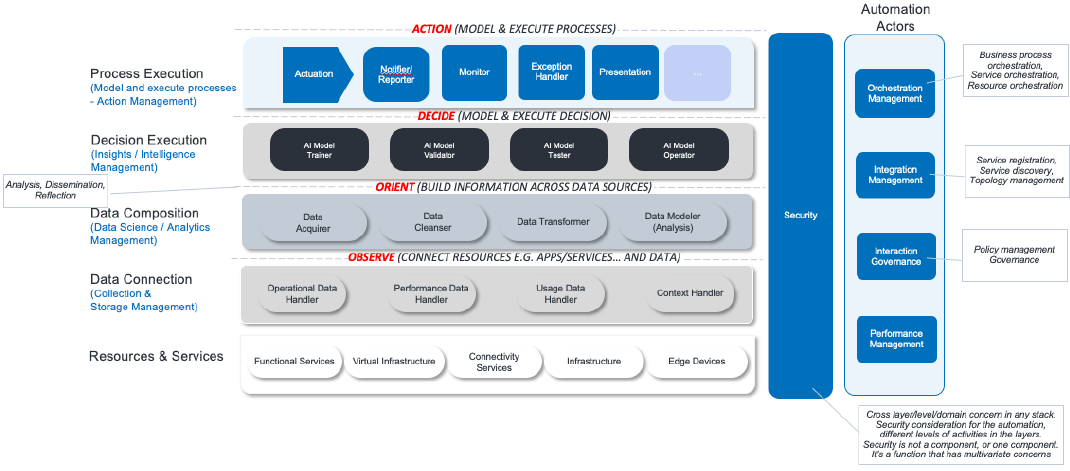 ACTION (MODEL & EXECUTE PROCESSES)
Process Execution
(Model and execute processes
- Action Management)
Actuation
Notifier/
Reporter
Monitor
Exception
Handler
Presentation
...
DECIDE (MODEL & EXECUTE DECISION)
Decision Execution
(Insights / Intelligence
Management)
AI Model
Trainer
AI Model
Validator
AI Model
Tester
AI Model
Operator
Analysis, Dissemination,
Reflection
ORIENT (BUILD INFORMATION ACROSS DATA SOURCES)
Data Composition
(Data Science / Analytics
Management)
Data
Acquirer
Data
Cleanser
Data Transformer
Data Modeler
(Analysis)
OBSERVE (CONNECT RESOURCES E.G. APPS/SERVICES... AND DATA)
Data Connection
(Collection &
Storage Management)
Operational Data
Handler
Performance Data
Handler
Usage Data
Handler
Context Handler
Resources & Services
Functional Services
Virtual Infrastructure
Connectivity
Services
Infrastructure
Edge Devices
Security
Automation
Actors
Orchestration
Management
Integration
Management
Interaction
Governance
Performance
Management
Business process
orchestration,
Service orchestration,
Resource orchestration
Service registration,
Service discovery,
Topology management
Policy management
Governance
Cross layer/level/domain concern in any stack.
Security consideration for the automation,
different levels of activities in the layers.
Security is not a component, or one component.
It's a function that has multivariate concerns